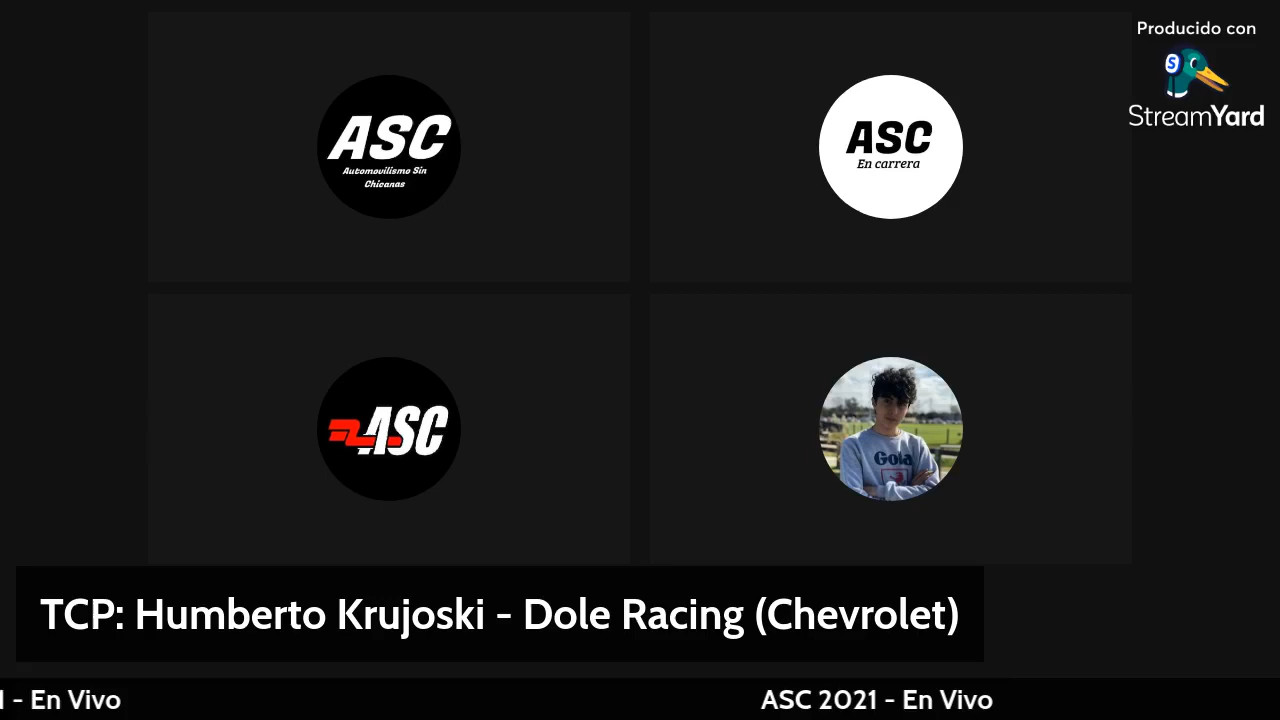 Producido con
StreamYard
ASC
Automovilismo Sin
Chicanas
ASC
En carrera
ASC
Gola
TCP: Humberto Krujoski - Dole Racing (Chevrolet)
- En Vivo
ASC 2021 - En Vivo